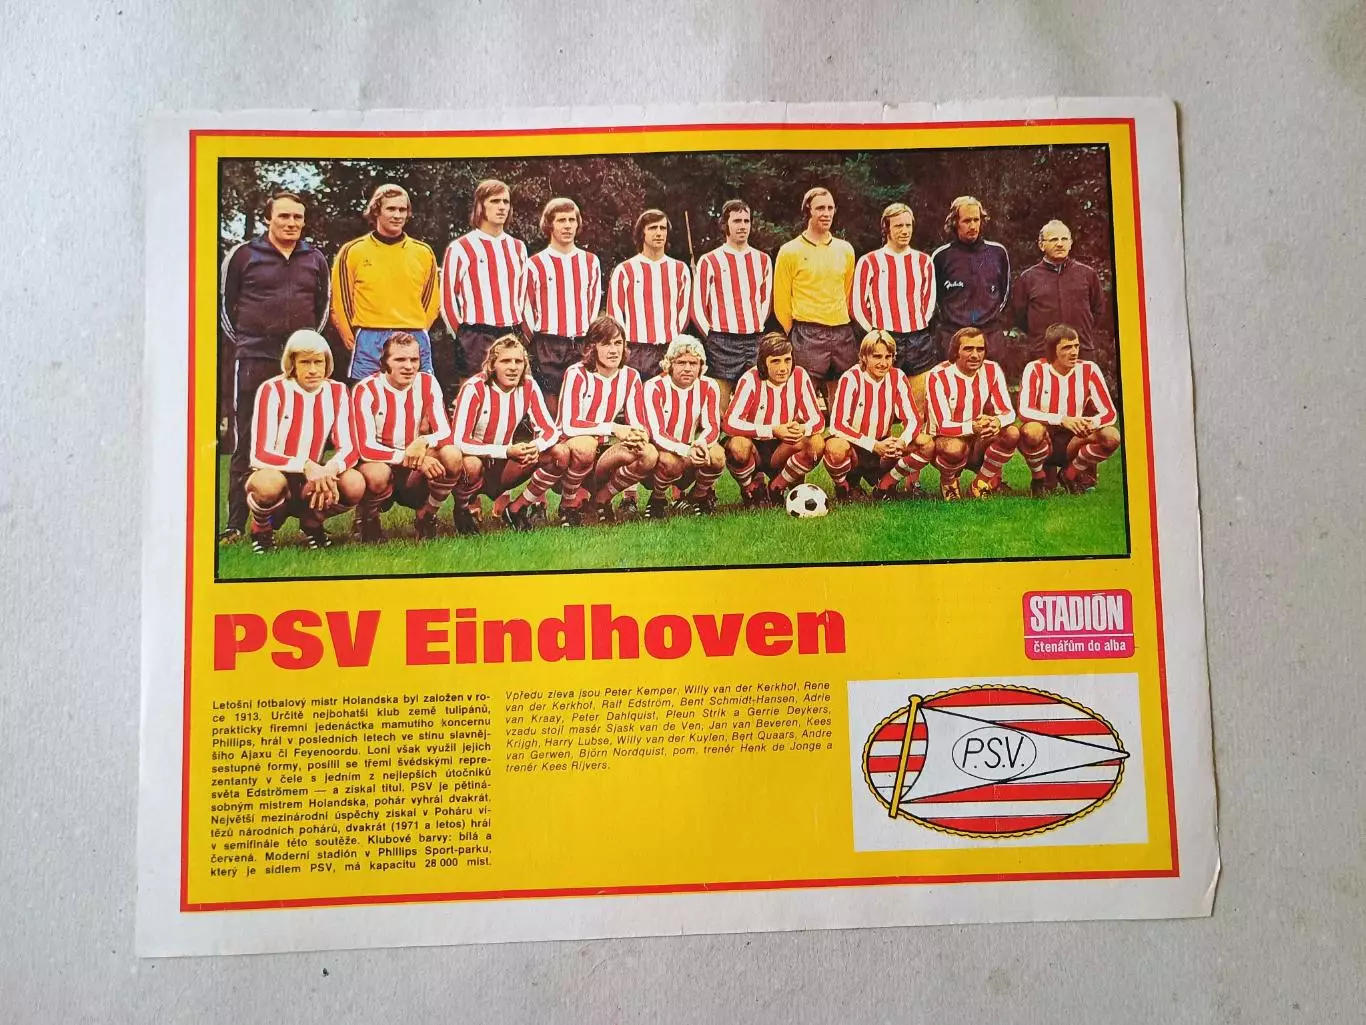 PSV Eindhoven
STADIÓN
čtenářům do alba
Letošní fotbalový mistr Holandska byl založen v ro-
ce 1913. Určitě nejbohatší klub země tulipánů,
prakticky firemní jedenáctka mamutího koncernu
Phillips, hrál v posledních letech ve stínu slavněj-
šího Ajaxu či Feyenoordu. Loni však využil jejich
sestupné formy, posílil se třemi švédskými repre-
zentanty v čele s jedním z nejlepších útočníků
světa Edströmem — a získal titul. PSV je pětiná-
sobným mistrem Holandska, pohár vyhrál dvakrát.
Největší mezinárodní úspěchy získal v Poháru ví-
tězů národních pohárů, dvakrát (1971 a letos) hrál
v semifinále této soutěže. Klubové barvy: bílá a
červená. Moderní stadión v Phillips Sport-parku,
který je sídlem PSV, má kapacitu 28 000 míst.
Vpředu zleva jsou Peter Kemper, Willy van der Kerkhof, Rene
van der Kerkhof, Ralf Edström, Bent Schmidt-Hansen, Adrie
van Kraay, Peter Dahlquist, Pleun Strik a Gerrie Deykers,
vzadu stojí masér Sjask van de Ven, Jan van Beveren, Kees
Krijgh, Harry Lubse, Willy van der Kuylen, Bert Quaars, Andre
van Gerwen, Björn Nordquist, pom. trenér Henk de Jonge a
trenér Kees Rijvers.
P.S.V.